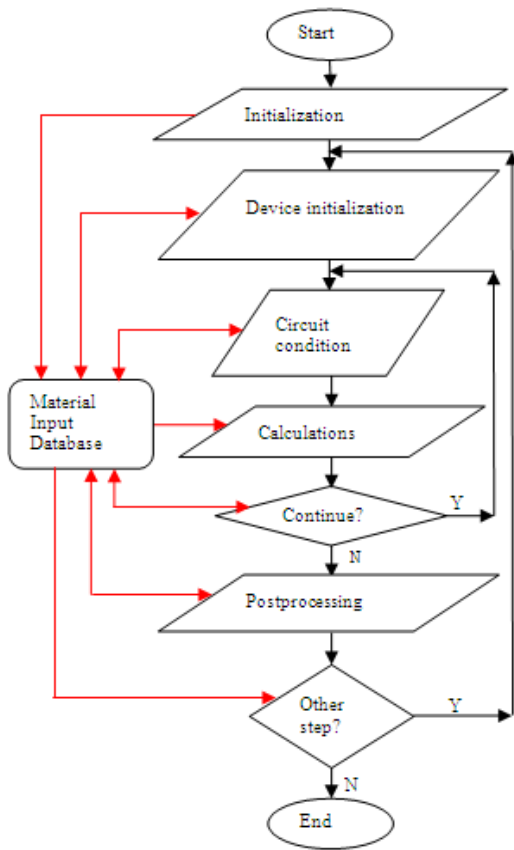 Start
Initialization
Device initialization
Circuit
condition
Material
Input
Database
Calculations
Continue?
Y
N
Postprocessing
Other
step?
Y
N
End